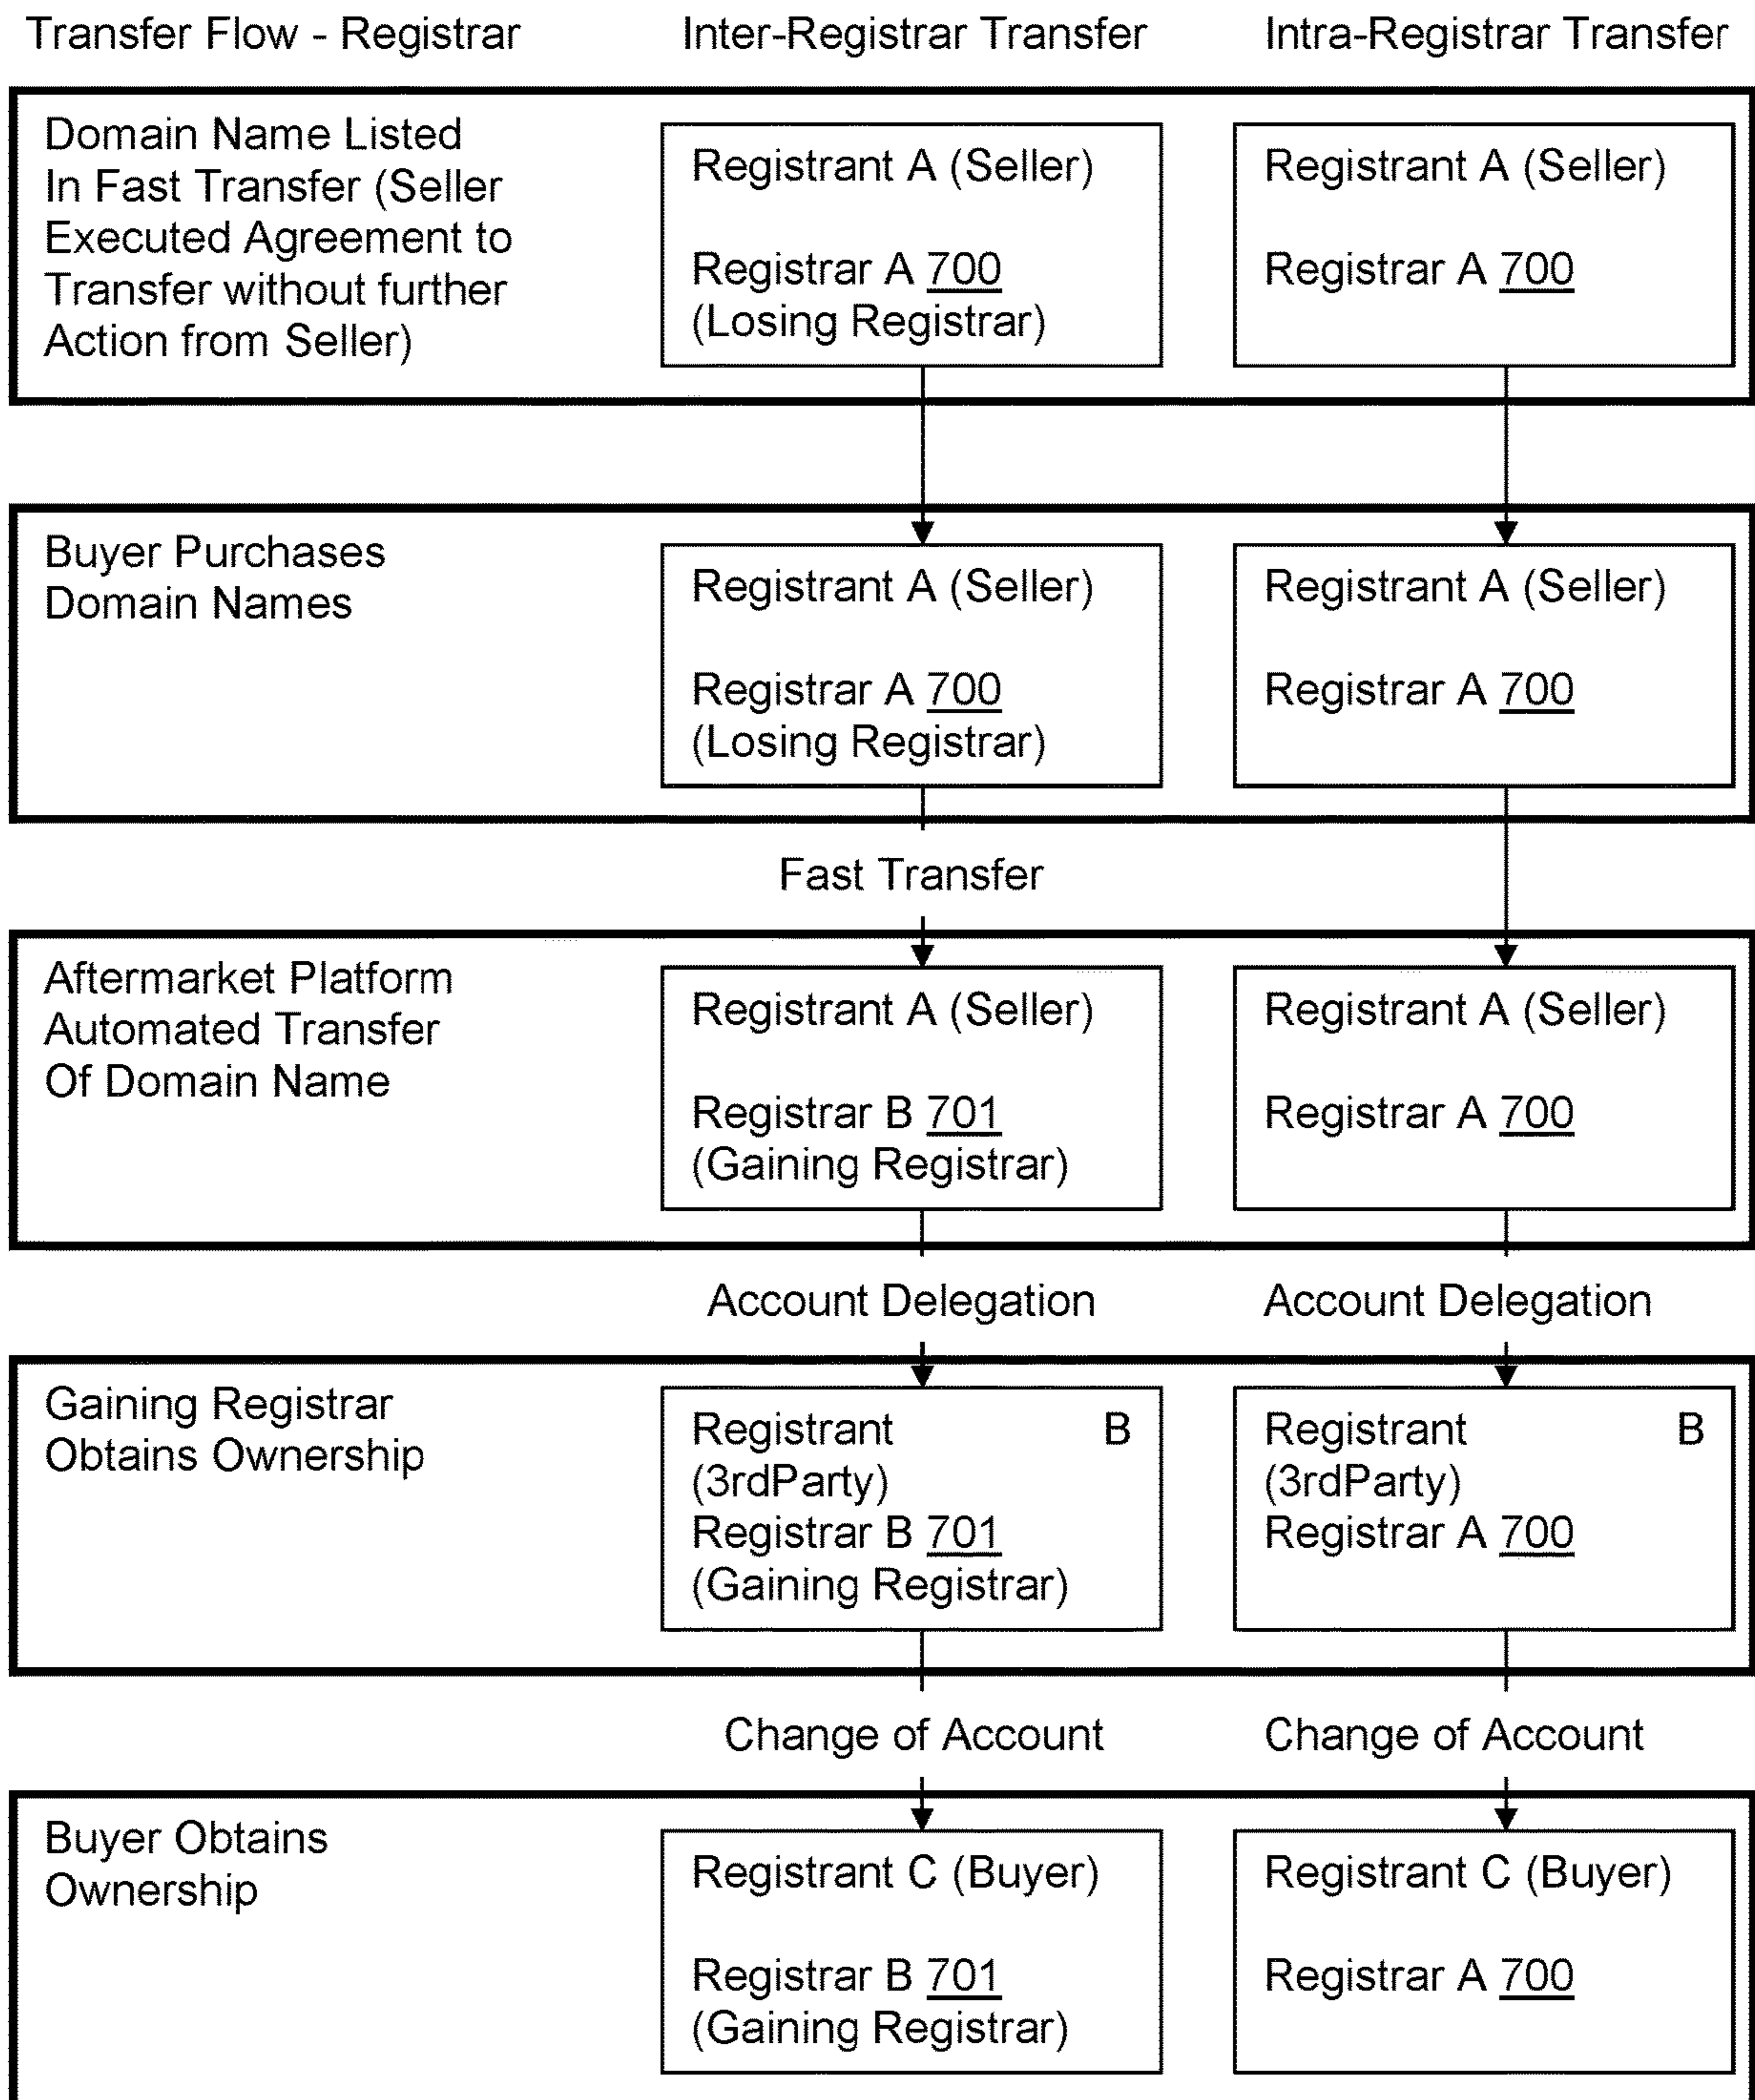 Transfer Flow - Registrar
Inter-Registrar Transfer
Intra-Registrar Transfer
Domain Name Listed
In Fast Transfer (Seller
Executed Agreement to
Transfer without further
Action from Seller)
Registrant A (Seller)
Registrar A 700
(Losing Registrar)
Registrant A (Seller)
Registrar A 700
Buyer Purchases
Domain Names
Registrant A (Seller)
Registrar A 700
(Losing Registrar)
Registrant A (Seller)
Registrar A 700
Fast Transfer
Aftermarket Platform
Automated Transfer
Of Domain Name
Registrant A (Seller)
Registrar B 701
(Gaining Registrar)
Registrant A (Seller)
Registrar A 700
Account Delegation
Account Delegation
Gaining Registrar
Obtains Ownership
Registrant B
(3rdParty)
Registrar B 701
(Gaining Registrar)
Registrant B
(3rdParty)
Registrar A 700
Change of Account
Change of Account
Buyer Obtains
Ownership
Registrant C (Buyer)
Registrar B 701
(Gaining Registrar)
Registrant C (Buyer)
Registrar A 700